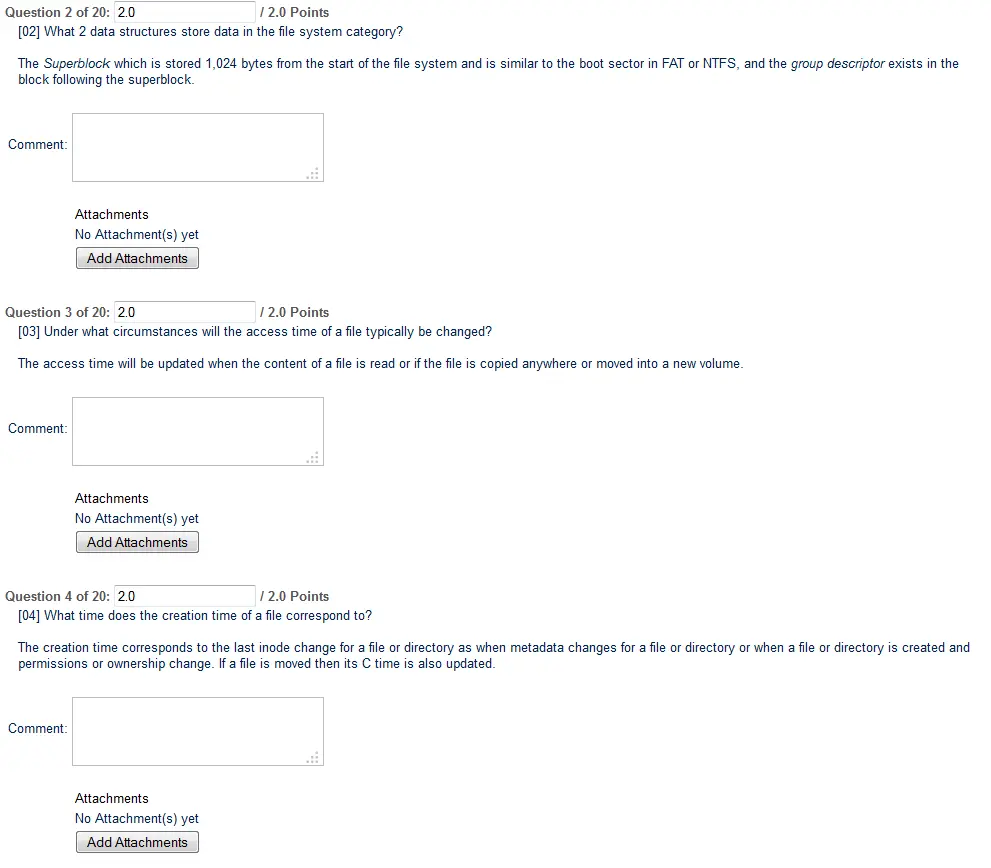 Question 2 of 20: 2.0 / 2.0 Points
[02] What 2 data structures store data in the file system category?
The Superblock which is stored 1,024 bytes from the start of the file system and is similar to the boot sector in FAT or NTFS, and the group descriptor exists in the
block following the superblock.
Comment:
Attachments
No Attachment(s) yet
Add Attachments
Question 3 of 20: 2.0 / 2.0 Points
[03] Under what circumstances will the access time of a file typically be changed?
The access time will be updated when the content of a file is read or if the file is copied anywhere or moved into a new volume.
Comment:
Attachments
No Attachment(s) yet
Add Attachments
Question 4 of 20: 2.0 / 2.0 Points
[04] What time does the creation time of a file correspond to?
The creation time corresponds to the last inode change for a file or directory as when metadata changes for a file or directory or when a file or directory is created and
permissions or ownership change. If a file is moved then its C time is also updated.
Comment:
Attachments
No Attachment(s) yet
Add Attachments